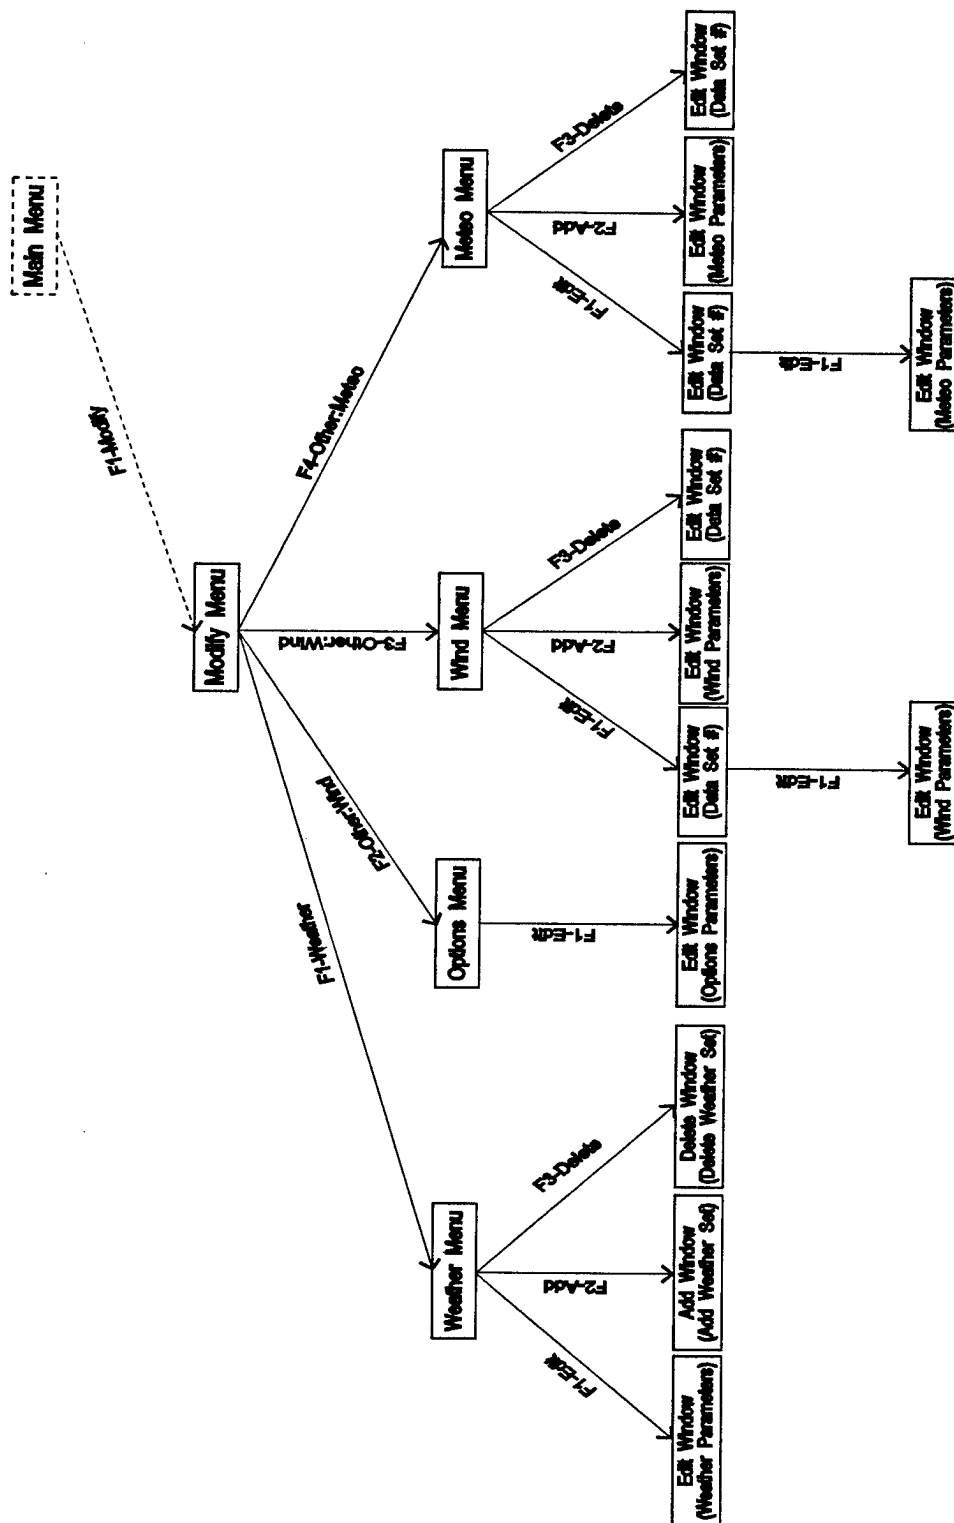 Main Menu
F1-Modify
Modify Menu
F1-Weather
F2-Other:Wind
F3-Other:Wind
F4-Other:Meteo
Weather Menu
Options Menu
Wind Menu
Meteo Menu
F1-Edit
F2-Add
F3-Delete
F1-Edit
F1-Edit
F2-Add
F3-Delete
F1-Edit
F2-Add
F3-Delete
Edit Window
(Weather Parameters)
Add Window
(Add Weather Set)
Delete Window
(Delete Weather Set)
Edit Window
(Options Parameters)
Edit Window
(Data Set #)
Edit Window
(Wind Parameters)
Edit Window
(Data Set #)
Edit Window
(Data Set #)
Edit Window
(Meteo Parameters)
Edit Window
(Data Set #)
F1-Edit
F1-Edit
Edit Window
(Wind Parameters)
Edit Window
(Meteo Parameters)